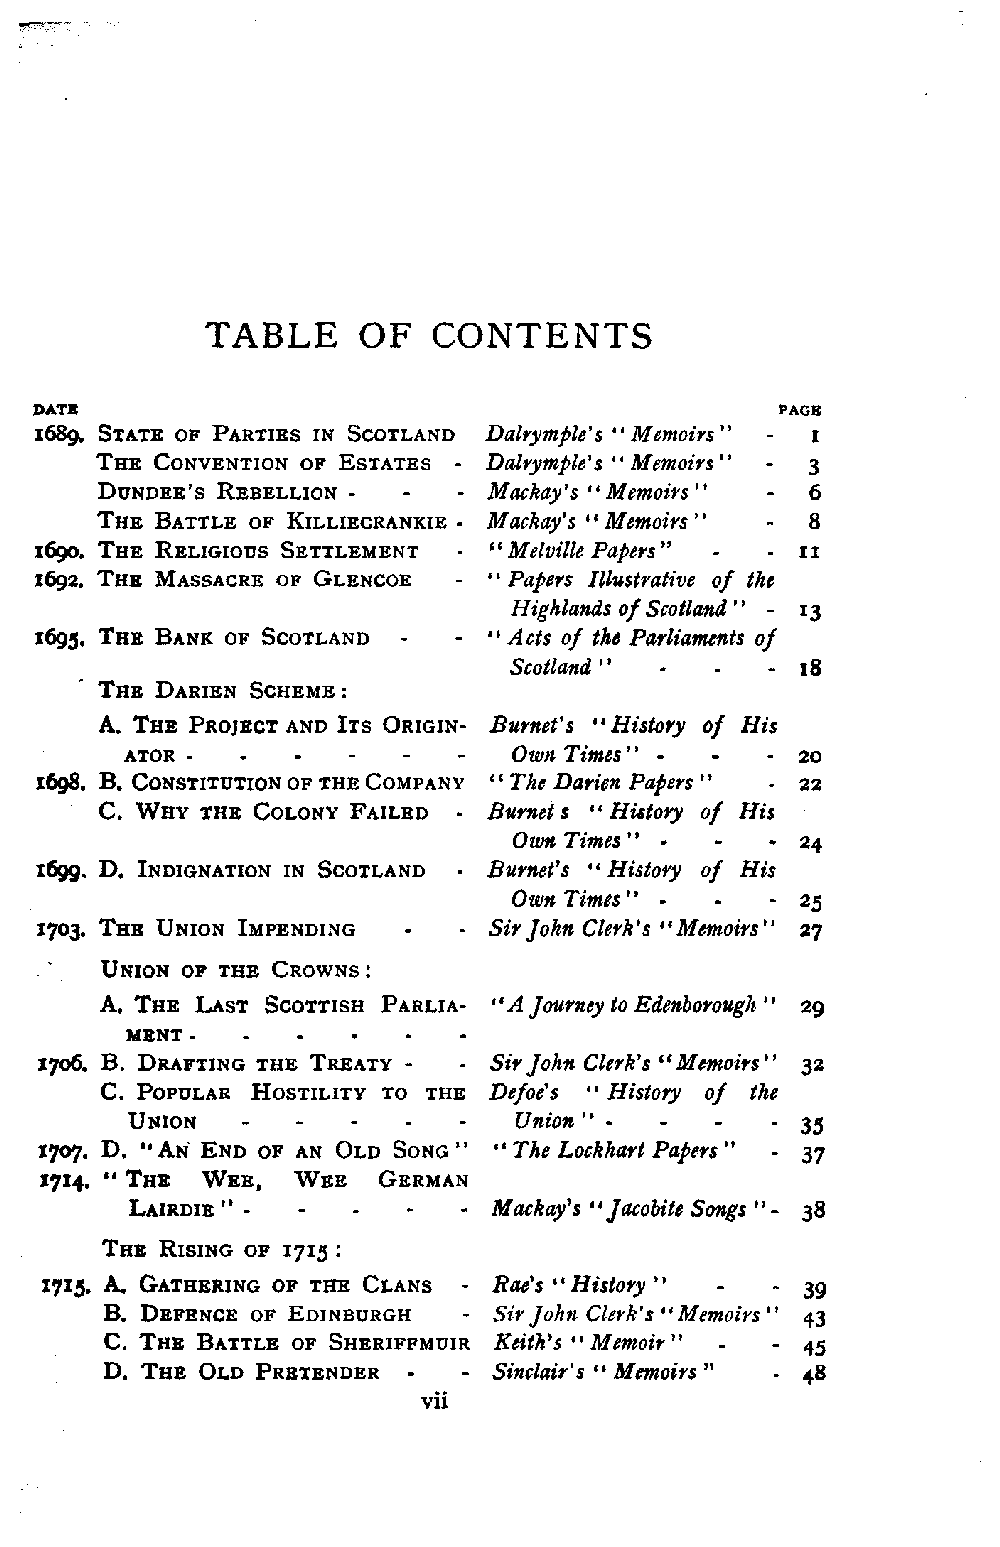 TABLE OF CONTENTS
DATE PAGE
1689. STATE OF PARTIES IN SCOTLAND Dalrymple's "Memoirs" - 1
THE CONVENTION OF ESTATES - Dalrymple's "Memoirs" - 3
DUNDEE'S REBELLION - - - Mackay's "Memoirs" - 6
THE BATTLE OF KILLIECRANKIE - Mackay's "Memoirs" - 8
1690. THE RELIGIOUS SETTLEMENT - "Melville Papers" - - 11
1692. THE MASSACRE OF GLENCOE - "Papers Illustrative of the
Highlands of Scotland" - 13
1695. THE BANK OF SCOTLAND - - "Acts of the Parliaments of
Scotland" - - - 18
THE DARIEN SCHEME:
A. THE PROJECT AND ITS ORIGIN- Burnet's "History of His
ATOR - - - - - - Own Times" - - - 20
1698. B. CONSTITUTION OF THE COMPANY "The Darien Papers" - 22
C. WHY THE COLONY FAILED - Burnet s "History of His
Own Times" - - - 24
1699. D. INDIGNATION IN SCOTLAND - Burnet's "History of His
Own Times" - - - 25
1703. THE UNION IMPENDING - - Sir John Clerk's "Memoirs" 27
UNION OF THE CROWNS:
A. THE LAST SCOTTISH PARLIA- "A Journey to Edenborough" 29
MENT - - - - - -
1706. B. DRAFTING THE TREATY - - Sir John Clerk's "Memoirs" 32
C. POPULAR HOSTILITY TO THE Defoe's "History of the
UNION - - - - - Union" - - - - 35
1707. D. "AN END OF AN OLD SONG" "The Lockhart Papers" - 37
1714. "THE WEE, WEE GERMAN
LAIRDIE" - - - - - Mackay's "Jacobite Songs" - 38
THE RISING OF 1715:
1715. A. GATHERING OF THE CLANS - Rae's "History" - - 39
B. DEFENCE OF EDINBURGH - Sir John Clerk's "Memoirs" 43
C. THE BATTLE OF SHERIFFMUIR Keith's "Memoir" - - 45
D. THE OLD PRETENDER - - Sinclair's "Memoirs" - 48
vii